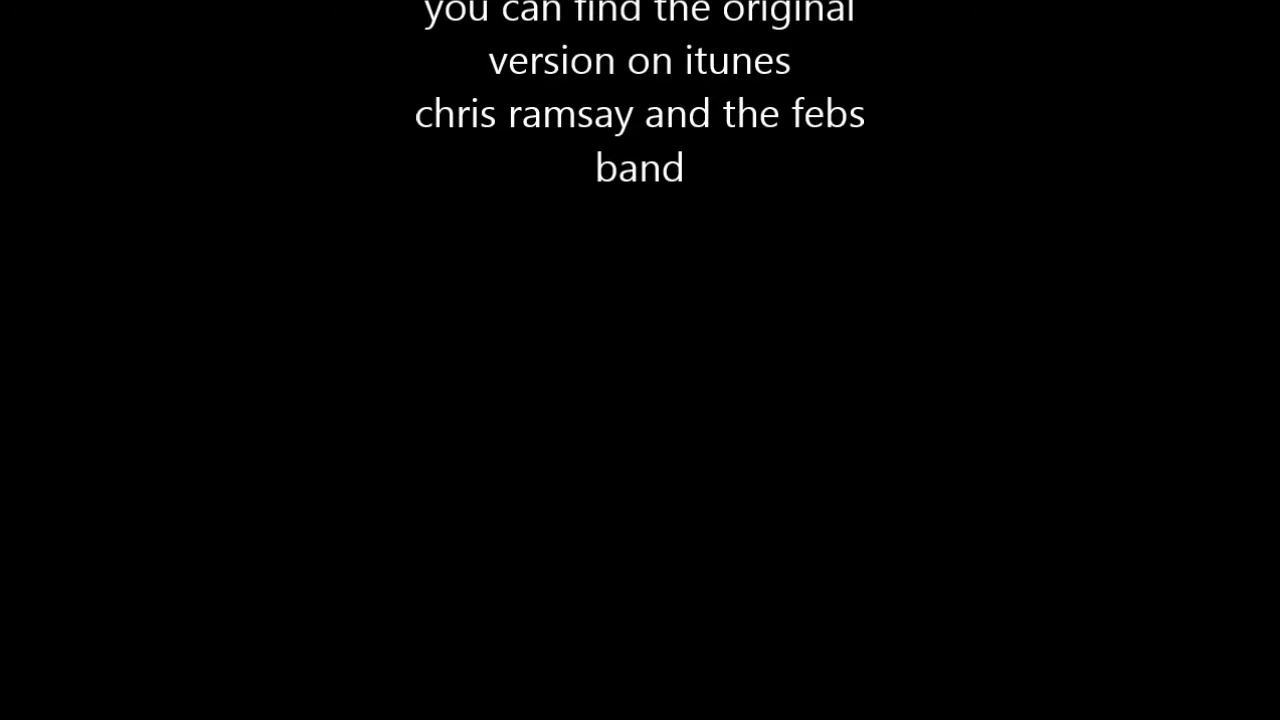 you can find the original
version on itunes
chris ramsay and the febs
band